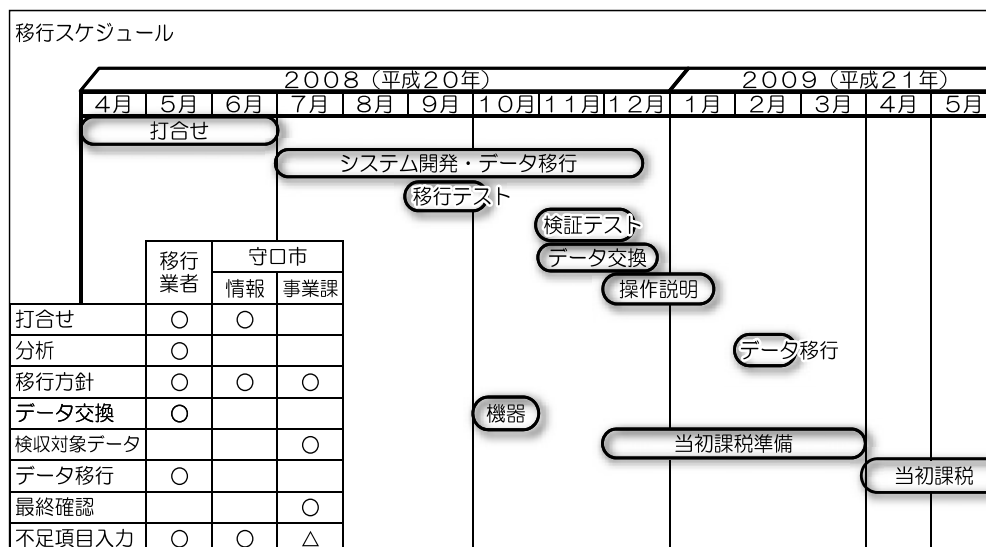 移行スケジュール
2008（平成20年） 2009（平成21年）
4月 5月 6月 7月 8月 9月 10月 11月 12月 1月 2月 3月 4月 5月
打合せ
システム開発・データ移行
移行テスト
検証テスト
データ交換
操作説明
データ移行
機器
当初課税準備
当初課税
移行業者 守口市
情報 事業課
打合せ ○ ○
分析 ○
移行方針 ○ ○ ○
データ交換 ○
検収対象データ ○
データ移行 ○
最終確認 ○
不足項目入力 ○ ○ △